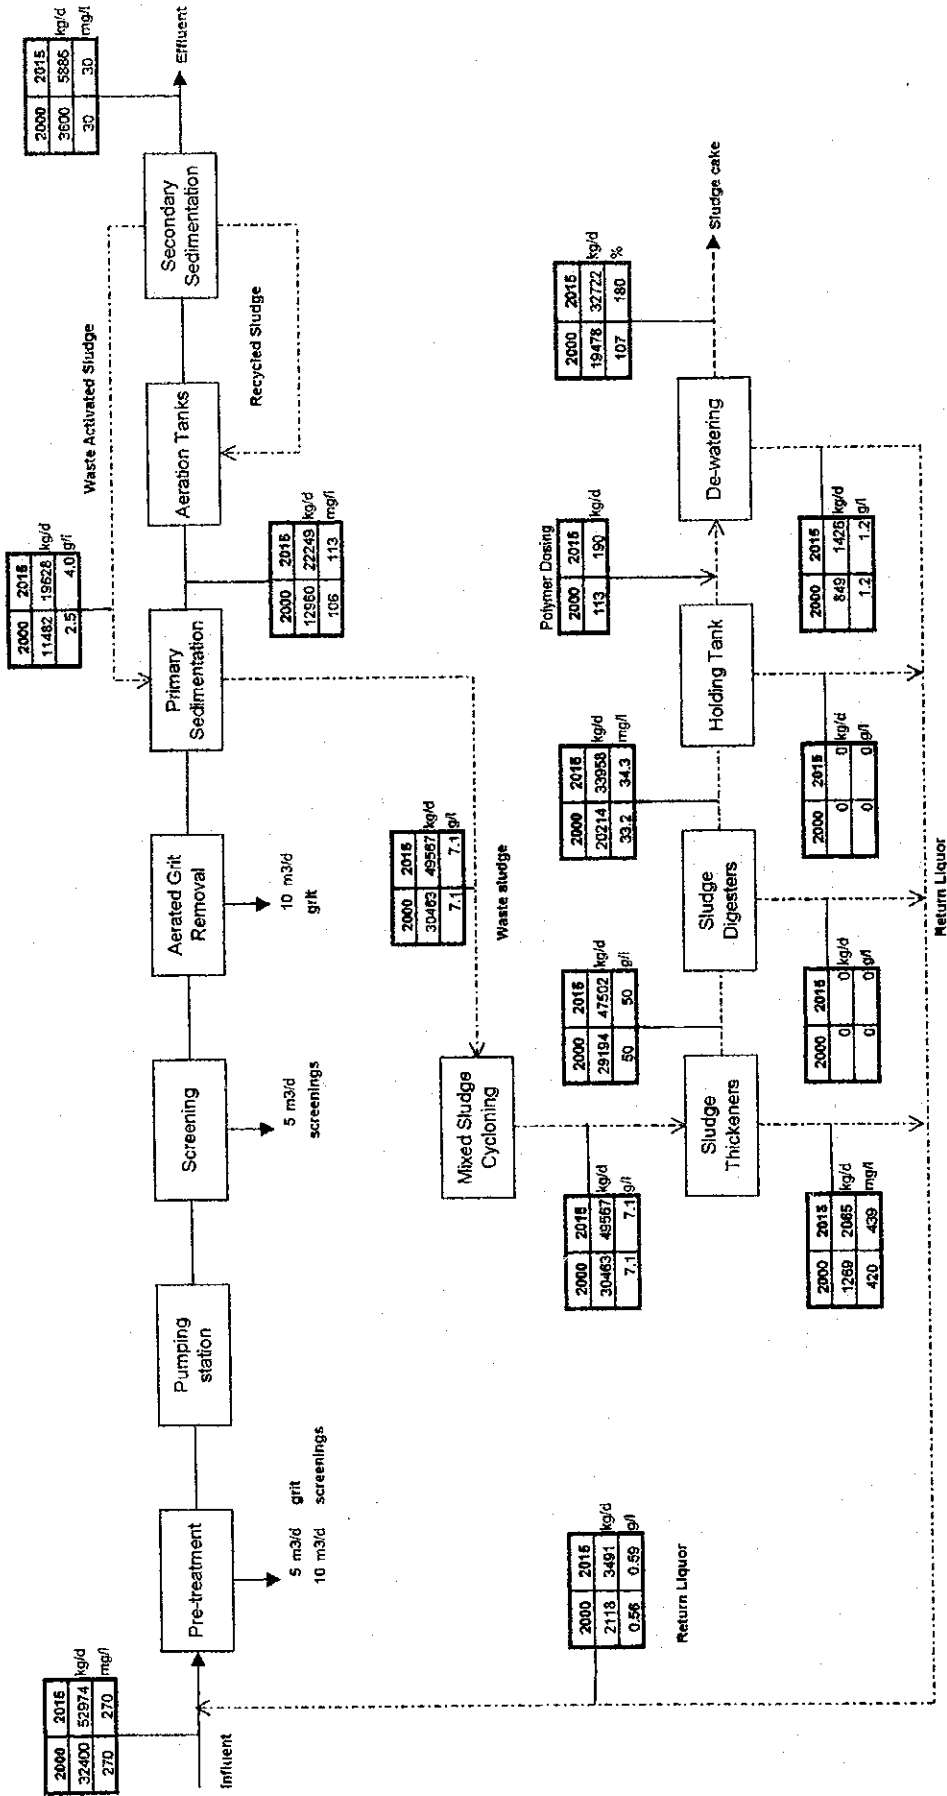 2000 2015
32400 52974 kg/d
270 270 mg/l
Influent
Pre-treatment
5 m3/d grit
10 m3/d screenings
Pumping
station
Screening
5 m3/d
screenings
Aerated Grit
Removal
10 m3/d
grit
Primary
Sedimentation
2000 2015
11482 19628 kg/d
2.5 4.0 g/l
Waste Activated Sludge
2000 2015
12960 22249 kg/d
106 113 mg/l
Aeration Tanks
Recycled Sludge
Secondary
Sedimentation
2000 2015
3600 5886 kg/d
30 30 mg/l
Effluent
2000 2015
30463 49567 kg/d
7.1 7.1 g/l
Waste sludge
Mixed Sludge
Cycloning
2000 2015
30463 49567 kg/d
7.1 7.1 g/l
Sludge
Thickeners
2000 2015
29194 47502 kg/d
50 50 g/l
Sludge
Digesters
2000 2015
20214 33958 kg/d
33.2 34.3 mg/l
Holding Tank
Polymer Dosing
2000 2015
113 190 kg/d
De-watering
2000 2015
19478 32722 kg/d
107 180 %
Sludge cake
2000 2015
1269 2065 kg/d
420 439 mg/l
2000 2015
0 0 kg/d
0 0 g/l
2000 2015
0 0 kg/d
0 0 g/l
2000 2015
849 1426 kg/d
1.2 1.2 g/l
2000 2015
2118 3491 kg/d
0.56 0.59 g/l
Return Liquor
Return Liquor